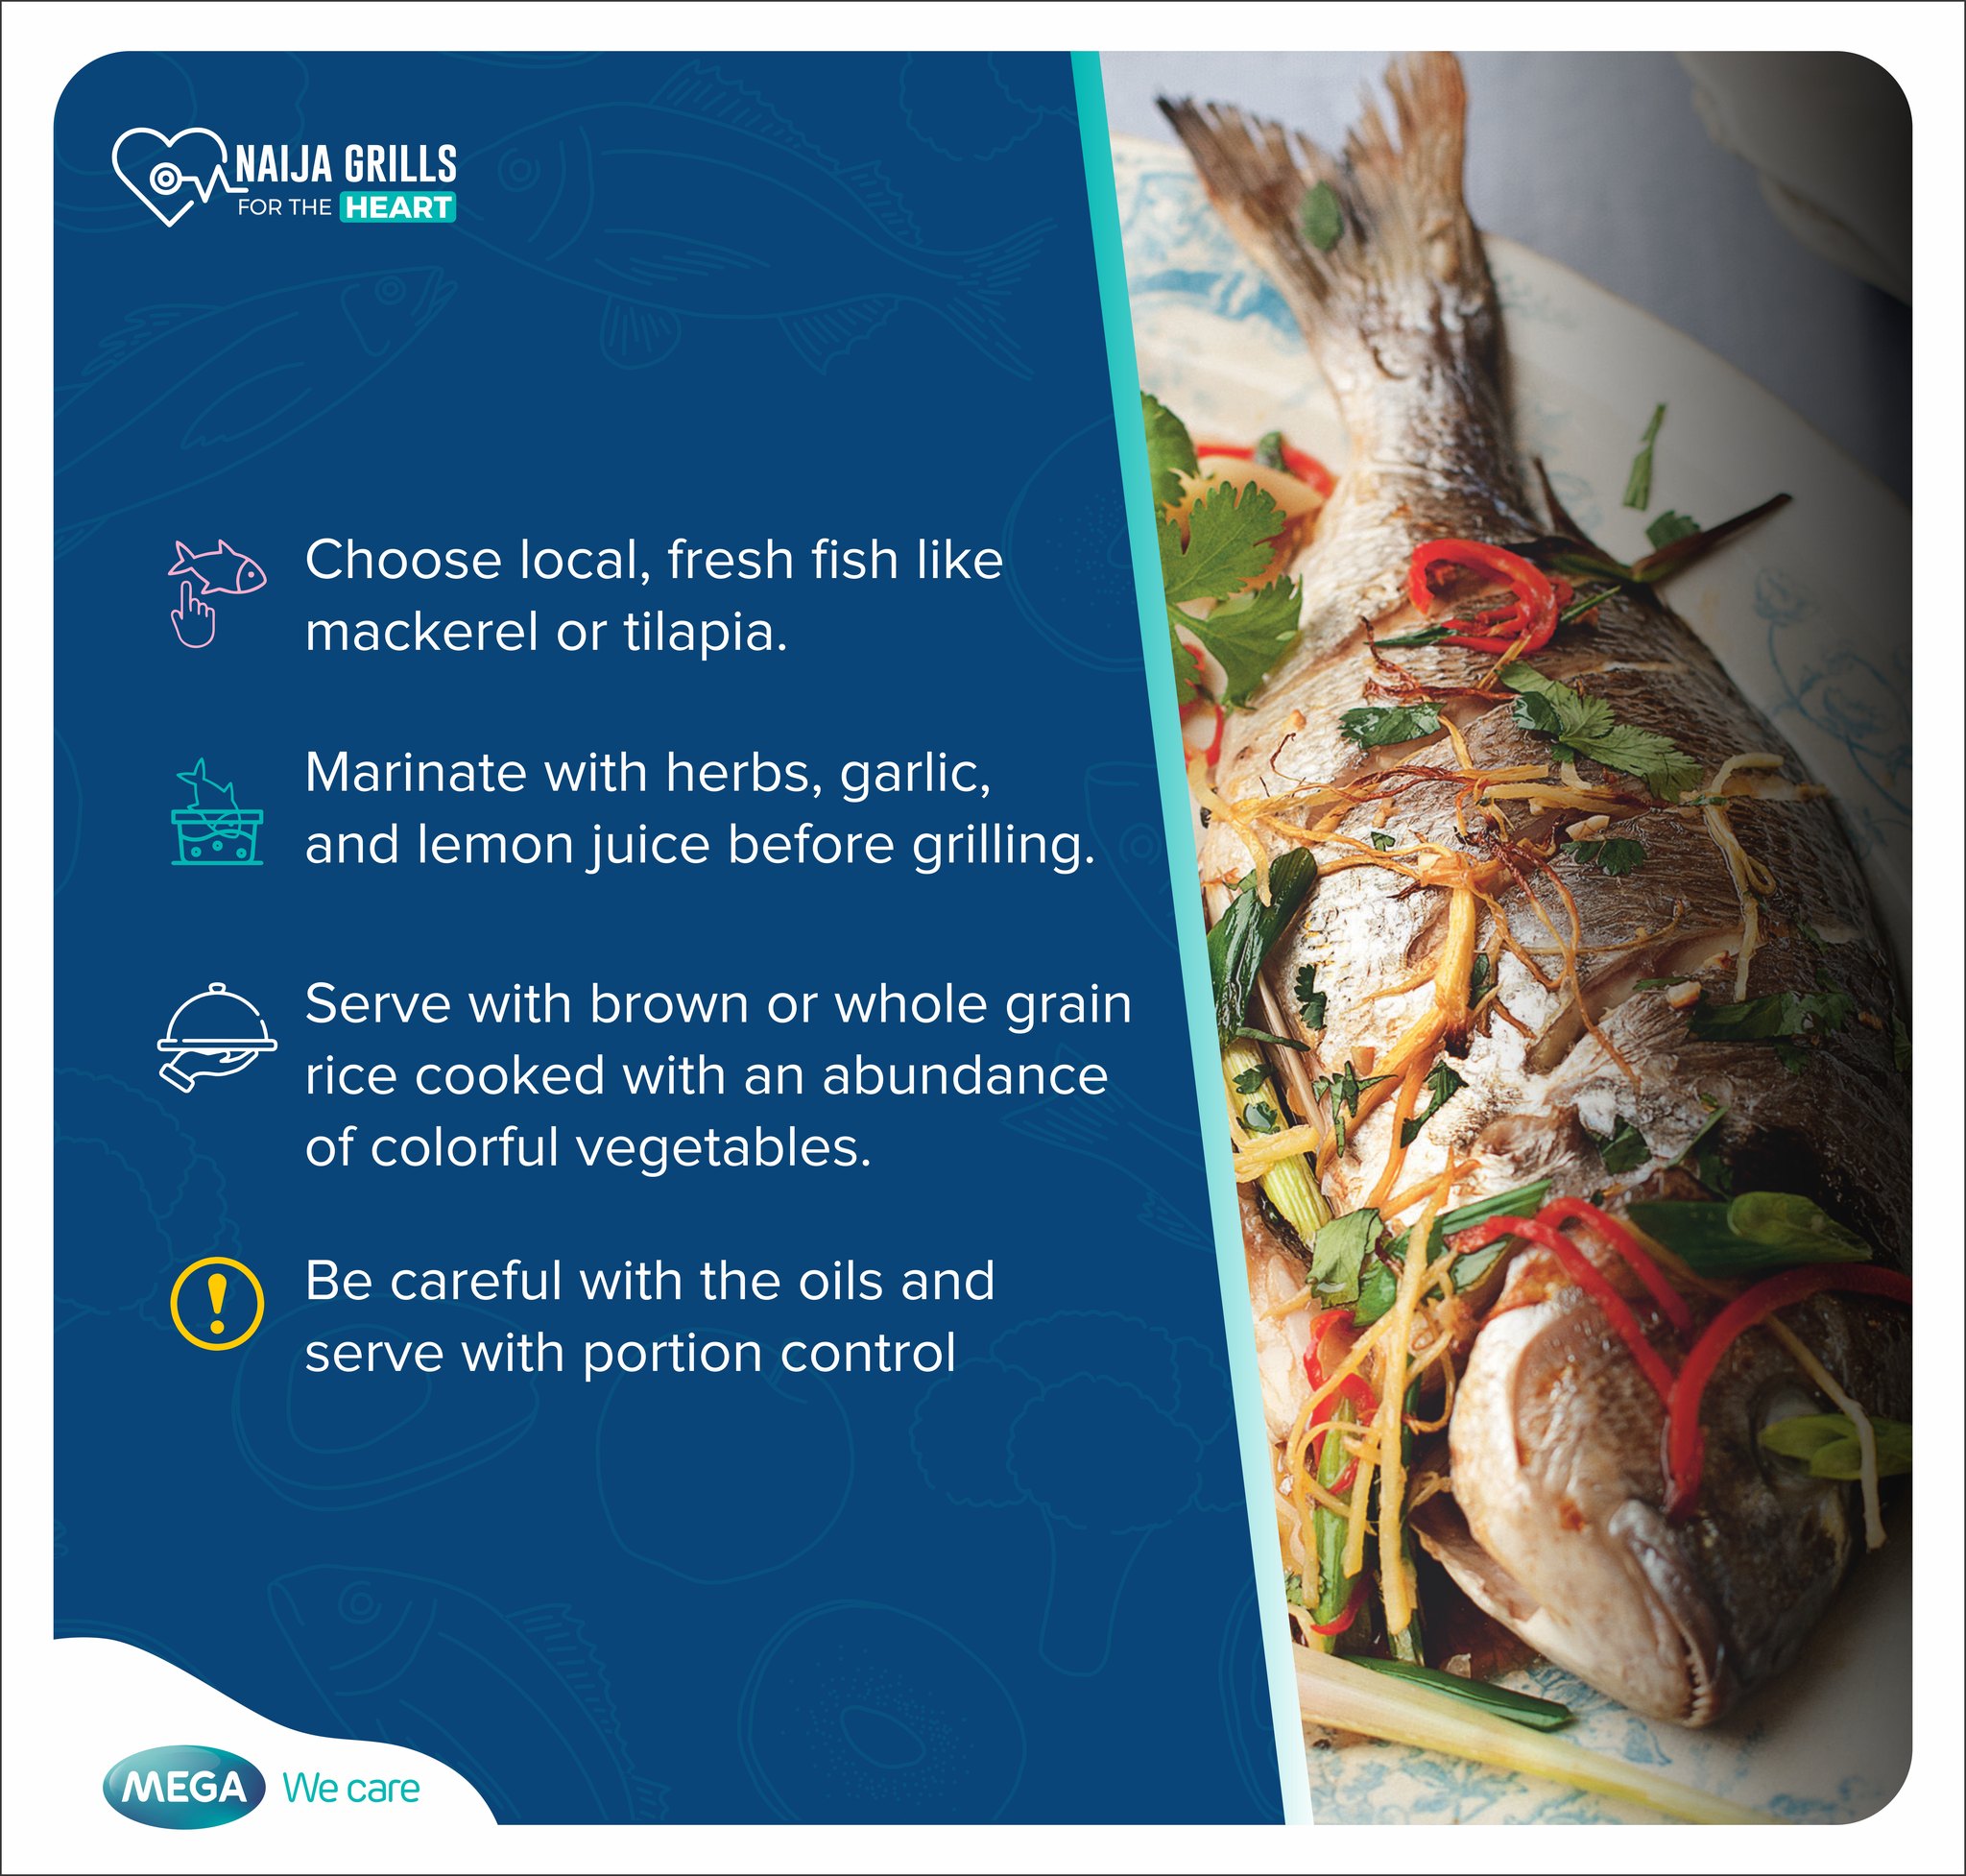 NAIJA GRILLS
FOR THE HEART
Choose local, fresh fish like
mackerel or tilapia.
Marinate with herbs, garlic,
and lemon juice before grilling.
Serve with brown or whole grain
rice cooked with an abundance
of colorful vegetables.
Be careful with the oils and
serve with portion control
MEGA We care